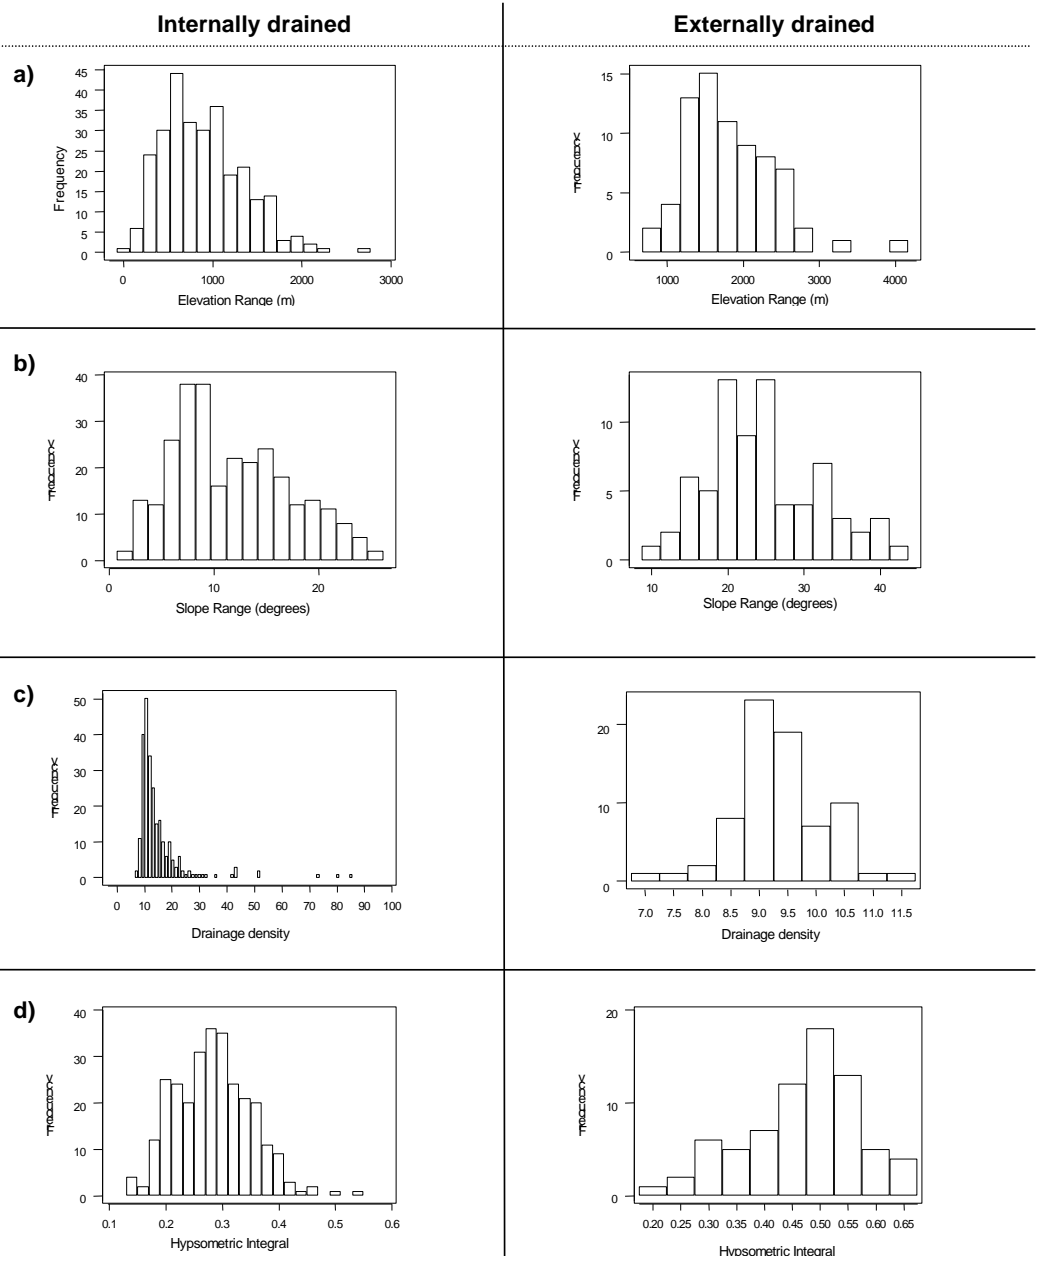 Internally drained
Externally drained
a)
Frequency
45
40
35
30
25
20
15
10
5
0
0 1000 2000 3000
Elevation Range (m)
Frequency
15
10
5
0
1000 2000 3000 4000
Elevation Range (m)
b)
Frequency
40
30
20
10
0
0 10 20
Slope Range (degrees)
Frequency
10
5
0
10 20 30 40
Slope Range (degrees)
c)
Frequency
50
40
30
20
10
0
0 10 20 30 40 50 60 70 80 90 100
Drainage density
20
10
0
7.0 7.5 8.0 8.5 9.0 9.5 10.0 10.5 11.0 11.5
Drainage density
d)
Frequency
40
30
20
10
0
0.1 0.2 0.3 0.4 0.5 0.6
Hypsometric Integral
Frequency
20
10
0
0.20 0.25 0.30 0.35 0.40 0.45 0.50 0.55 0.60 0.65
Hypsometric Integral